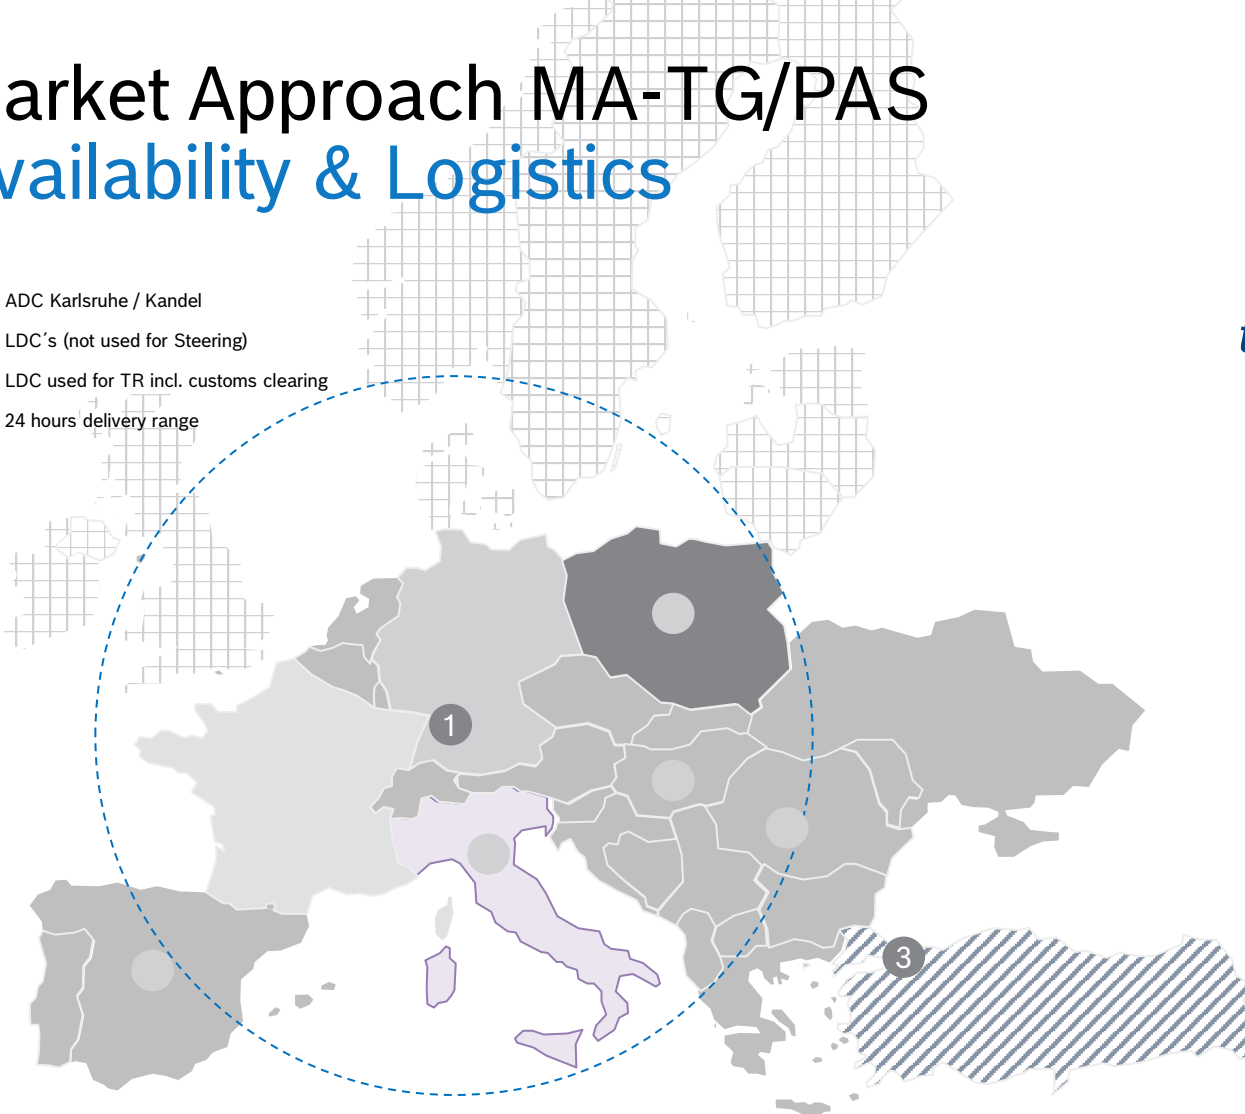 arket Approach MA-TG/PAS
vailability & Logistics
ADC Karlsruhe / Kandel
LDC´s (not used for Steering)
LDC used for TR incl. customs clearing
24 hours delivery range
1
3